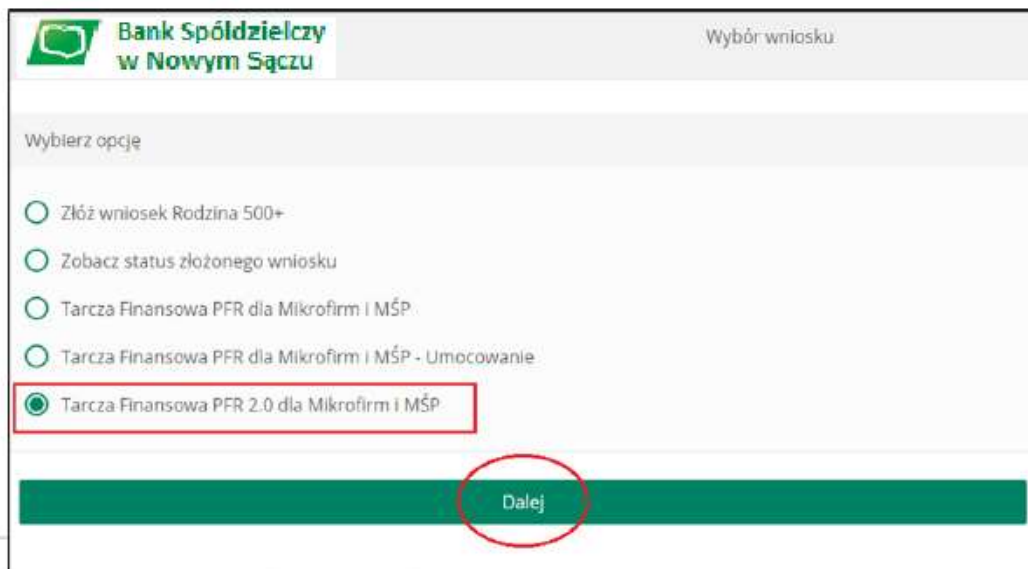 Bank Spółdzielczy
w Nowym Sączu
Wybór wniosku
Wybierz opcję
Złóż wniosek Rodzina 500+
Zobacz status złożonego wniosku
Tarcza Finansowa PFR dla Mikrofirm i MŚP
Tarcza Finansowa PFR dla Mikrofirm i MŚP - Umocowanie
Tarcza Finansowa PFR 2.0 dla Mikrofirm i MŚP
Dalej